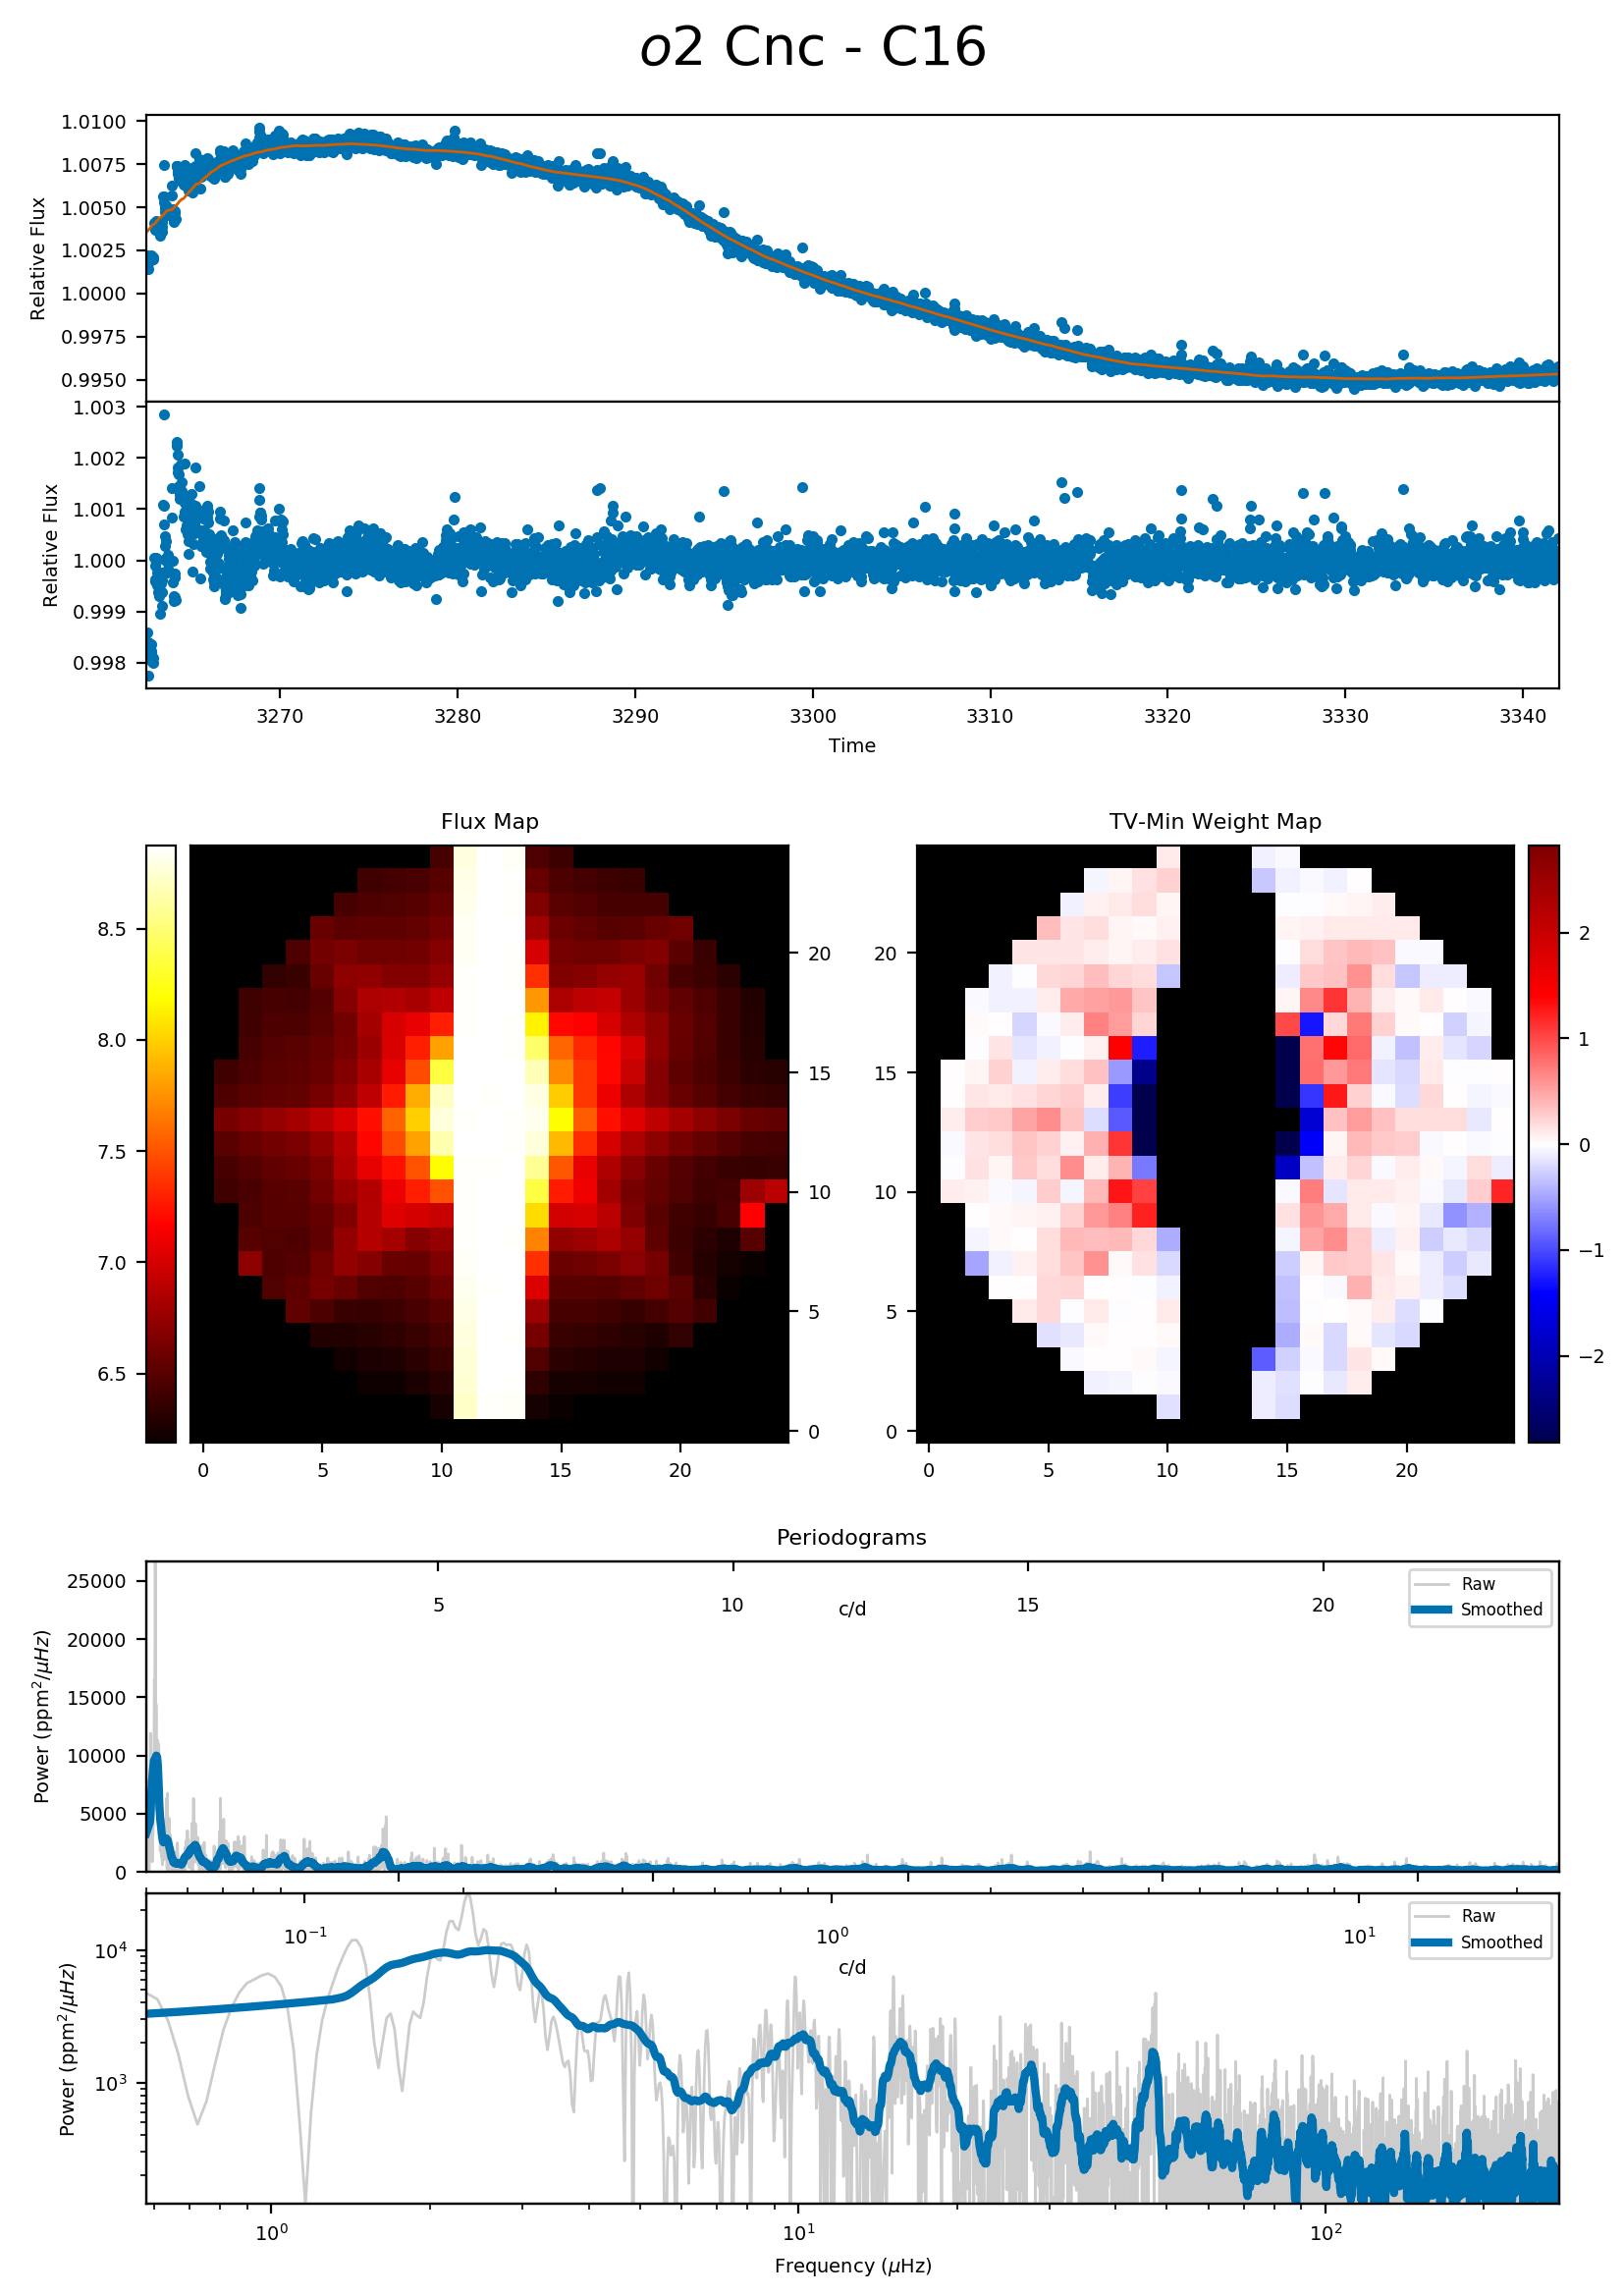 o2 Cnc - C16
Relative Flux
1.0100
1.0075
1.0050
1.0025
1.0000
0.9975
0.9950
Relative Flux
1.003
1.002
1.001
1.000
0.999
0.998
3270 3280 3290 3300 3310 3320 3330 3340
Time
Flux Map
8.5
8.0
7.5
7.0
6.5
20
15
10
5
0
0 5 10 15 20
TV-Min Weight Map
20
15
10
5
0
0 5 10 15 20
2
1
0
−1
−2
Periodograms
Power (ppm²/μHz)
25000
20000
15000
10000
5000
0
5 10 15 20
c/d
Raw
Smoothed
Power (ppm²/μHz)
10⁴
10³
10⁻¹ 10⁰ 10¹
c/d
Raw
Smoothed
10⁰ 10¹ 10²
Frequency (μHz)